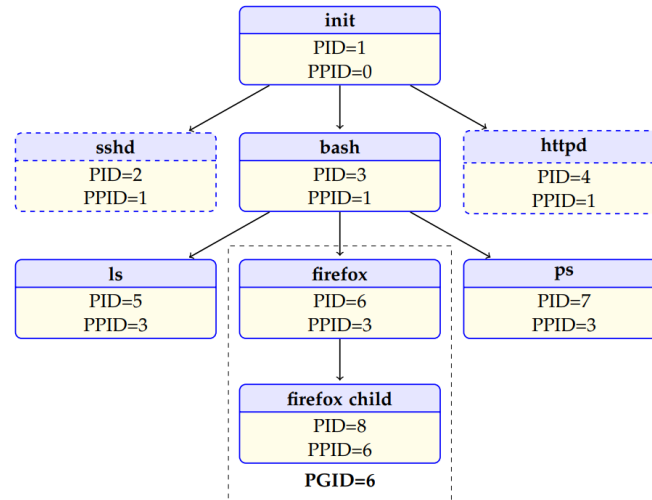 init
PID=1
PPID=0
sshd
PID=2
PPID=1
bash
PID=3
PPID=1
httpd
PID=4
PPID=1
ls
PID=5
PPID=3
firefox
PID=6
PPID=3
ps
PID=7
PPID=3
firefox child
PID=8
PPID=6
PGID=6